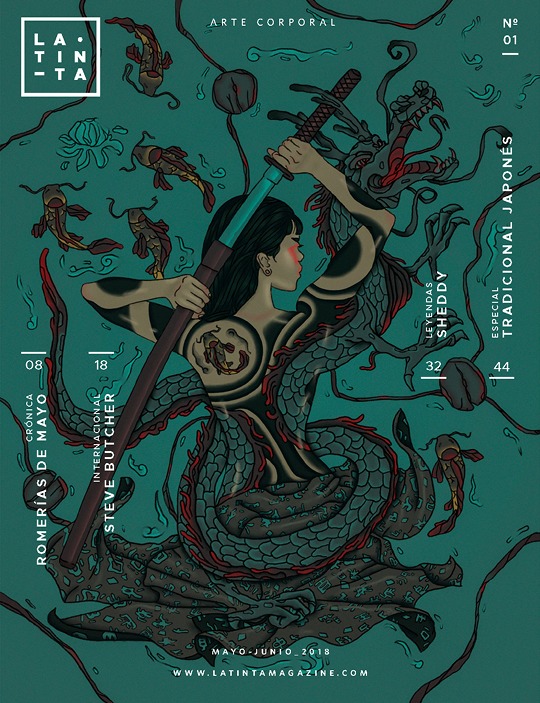 LA·
TIN
–TA
ARTE CORPORAL
Nº
01
ESPECIAL
TRADICIONAL JAPONÉS
44
LEYENDAS
SHEDDY
32
08
CRÓNICA
ROMERÍAS DE MAYO
18
INTERNACIONAL
STEVE BUTCHER
MAYO-JUNIO_2018
WWW.LATINTAMAGAZINE.COM